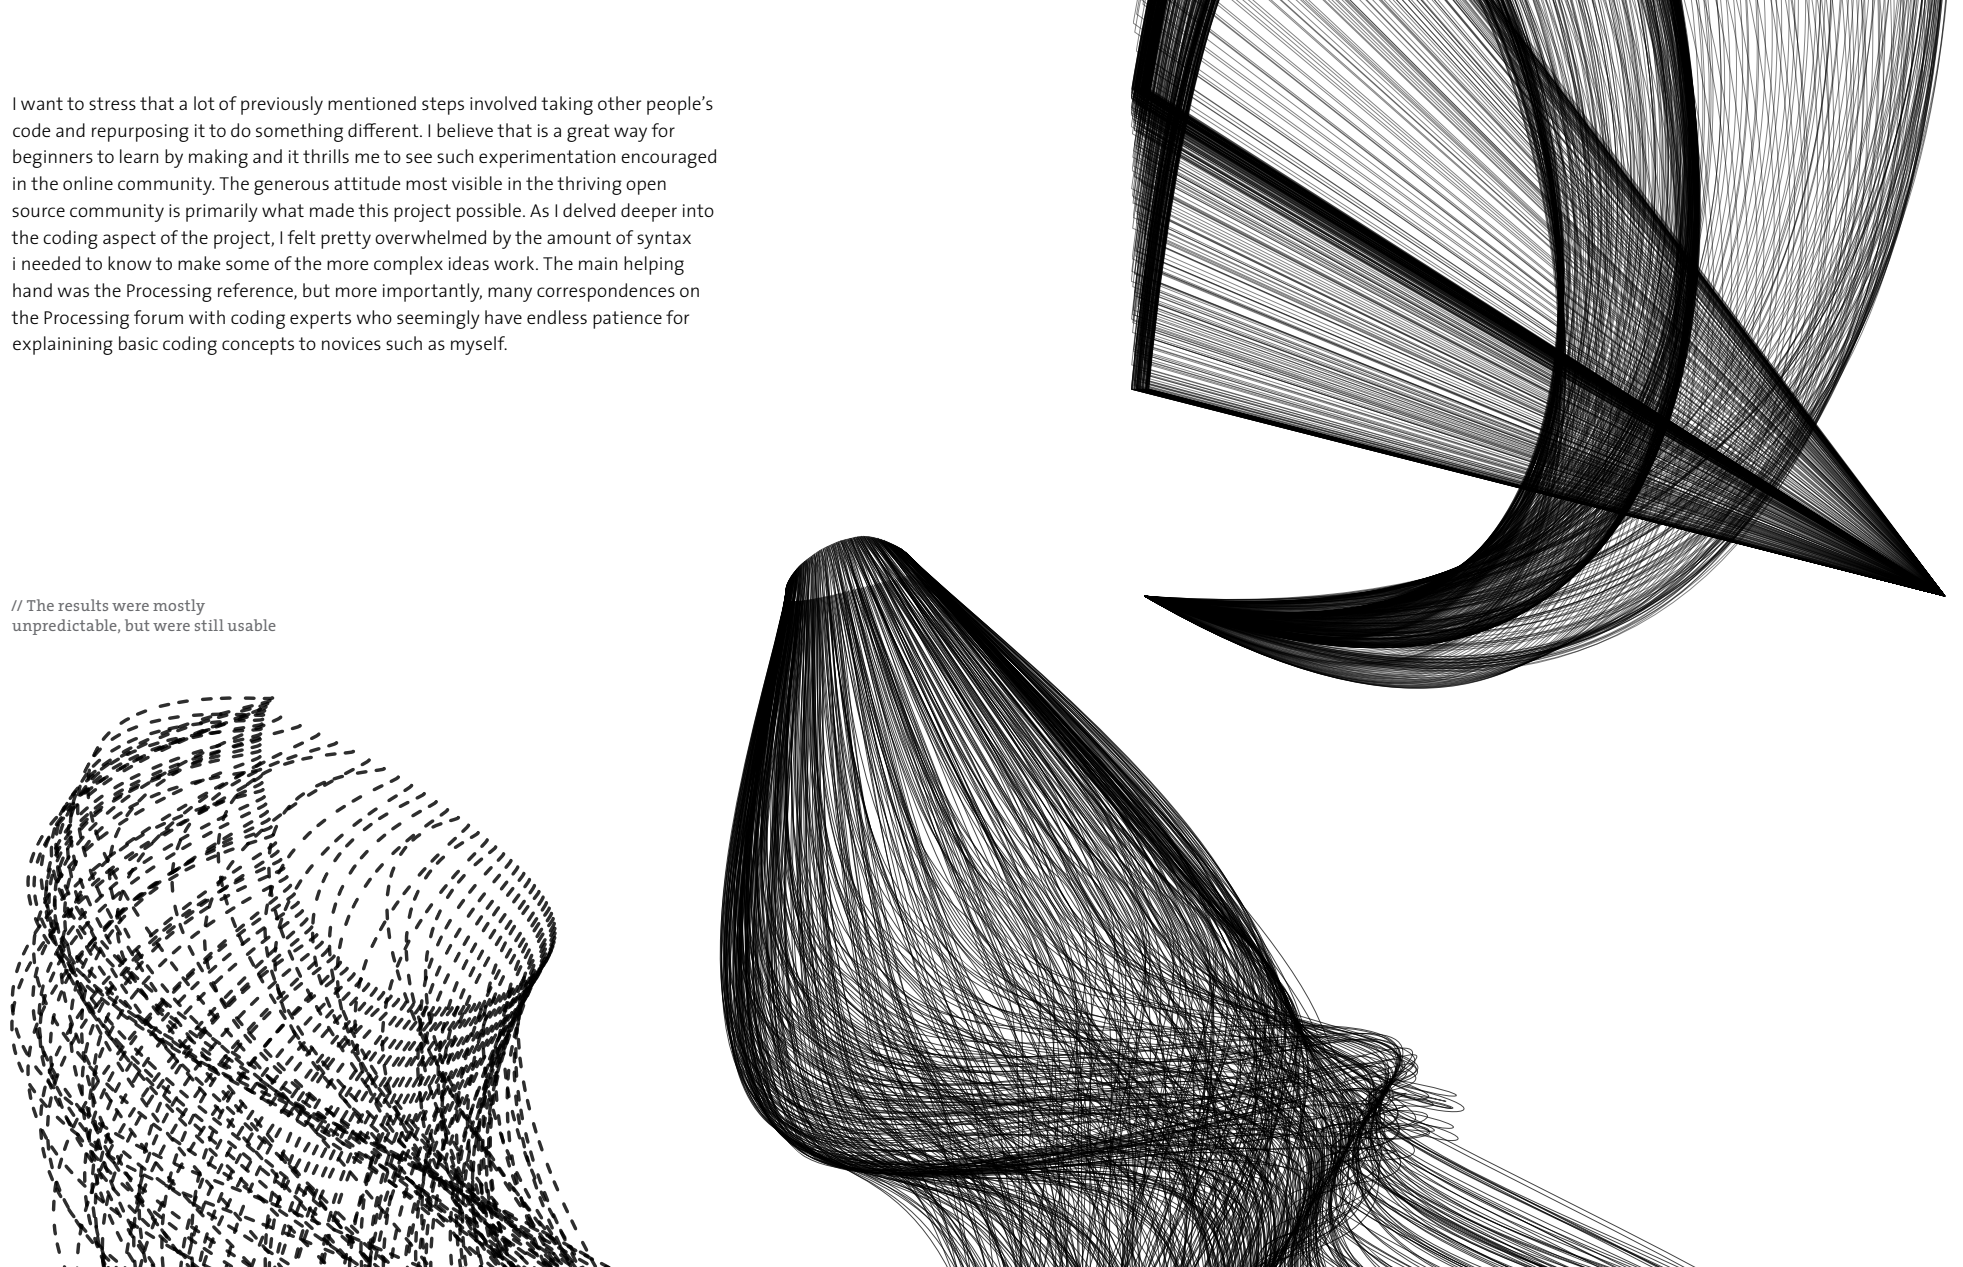 I want to stress that a lot of previously mentioned steps involved taking other people’s
code and repurposing it to do something different. I believe that is a great way for
beginners to learn by making and it thrills me to see such experimentation encouraged
in the online community. The generous attitude most visible in the thriving open
source community is primarily what made this project possible. As I delved deeper into
the coding aspect of the project, I felt pretty overwhelmed by the amount of syntax
i needed to know to make some of the more complex ideas work. The main helping
hand was the Processing reference, but more importantly, many correspondences on
the Processing forum with coding experts who seemingly have endless patience for
explainining basic coding concepts to novices such as myself.
// The results were mostly
unpredictable, but were still usable